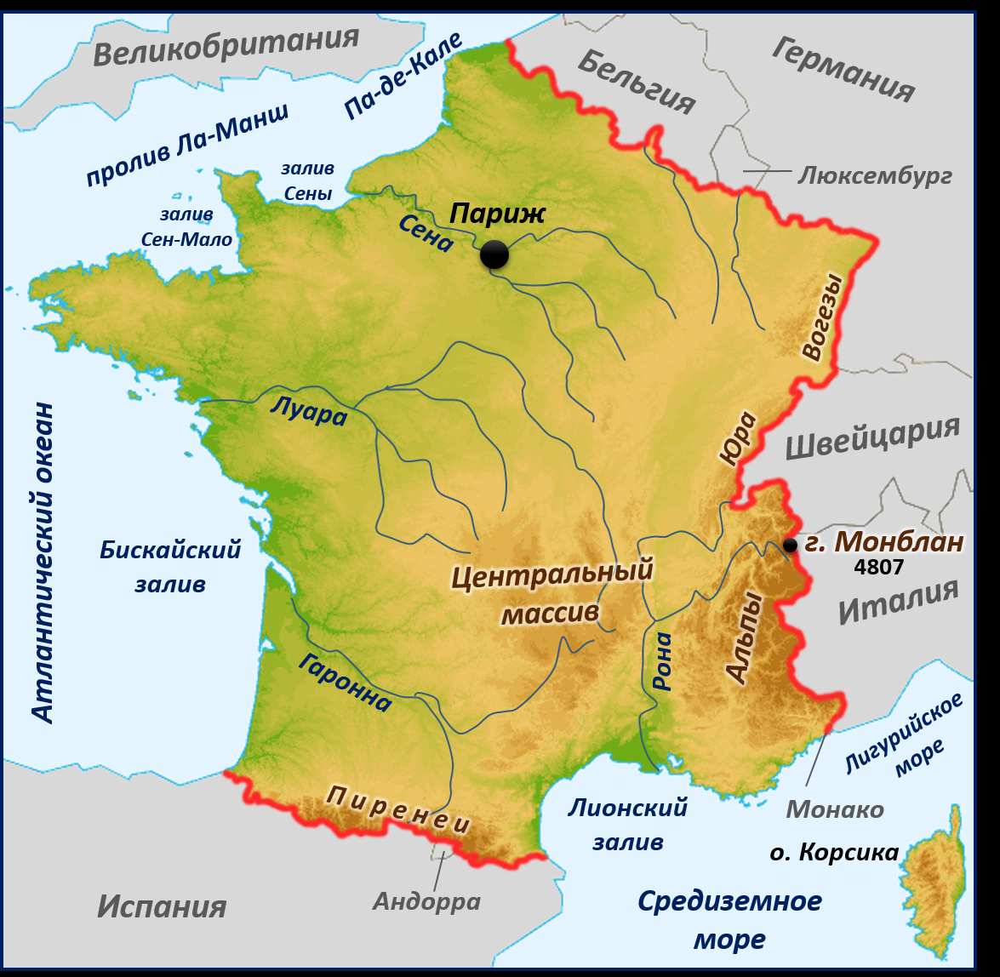 Великобритания
Па-де-Кале
Бельгия
Германия
пролив Ла-Манш
Люксембург
залив
Сены
залив
Сен-Мало
Париж
Сена
Вогезы
Луара
Юра
Швейцария
Атлантический океан
Бискайский
залив
г. Монблан
4807
Центральный
массив
Италия
Альпы
Рона
Гаронна
Лигурийское
море
Пиренеи
Лионский
залив
Монако
о. Корсика
Испания
Андорра
Средиземное
море